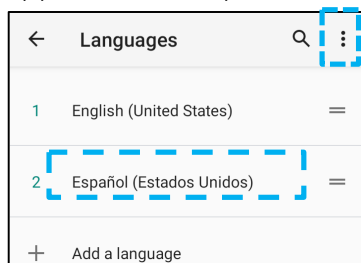 Languages
1 English (United States)
2 Español (Estados Unidos)
Add a language